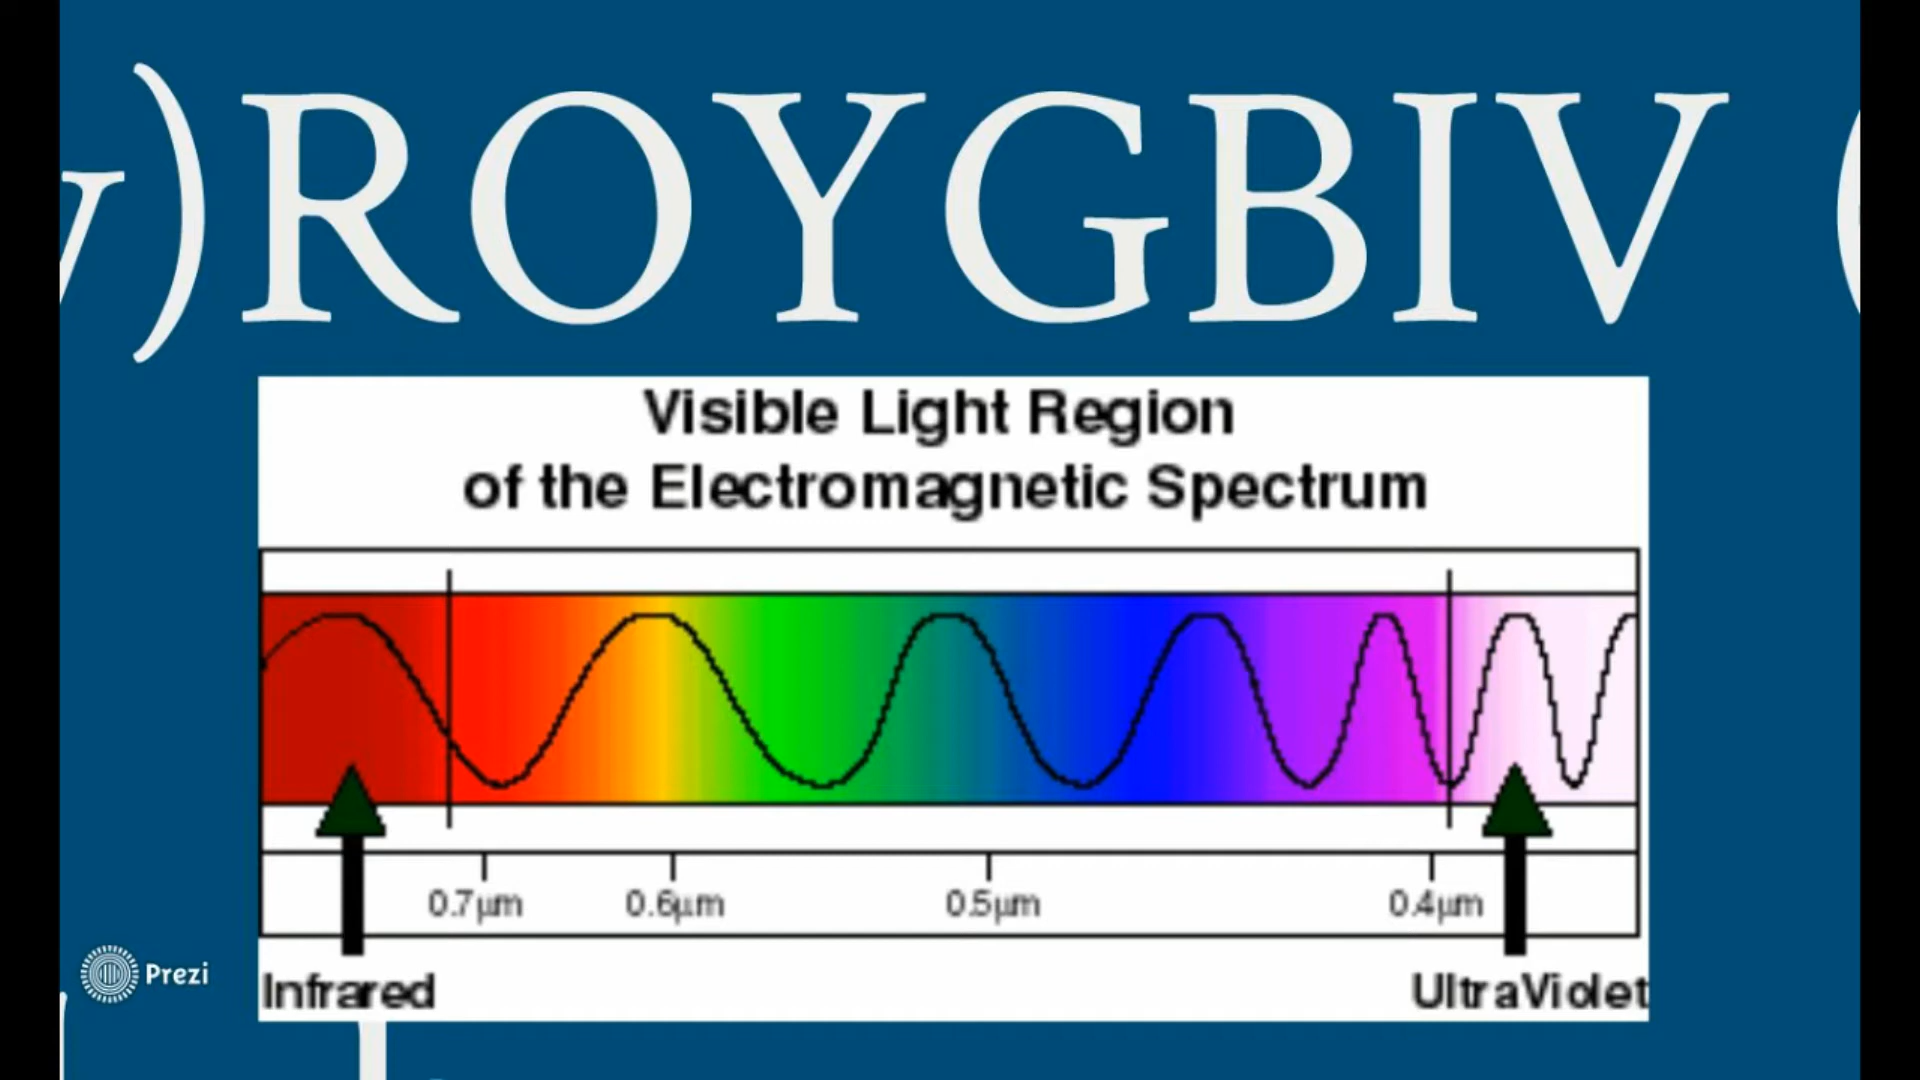 y)ROYGBIV (
Visible Light Region
of the Electromagnetic Spectrum
0.7µm 0.6µm 0.5µm 0.4µm
Infrared UltraViolet
Prezi